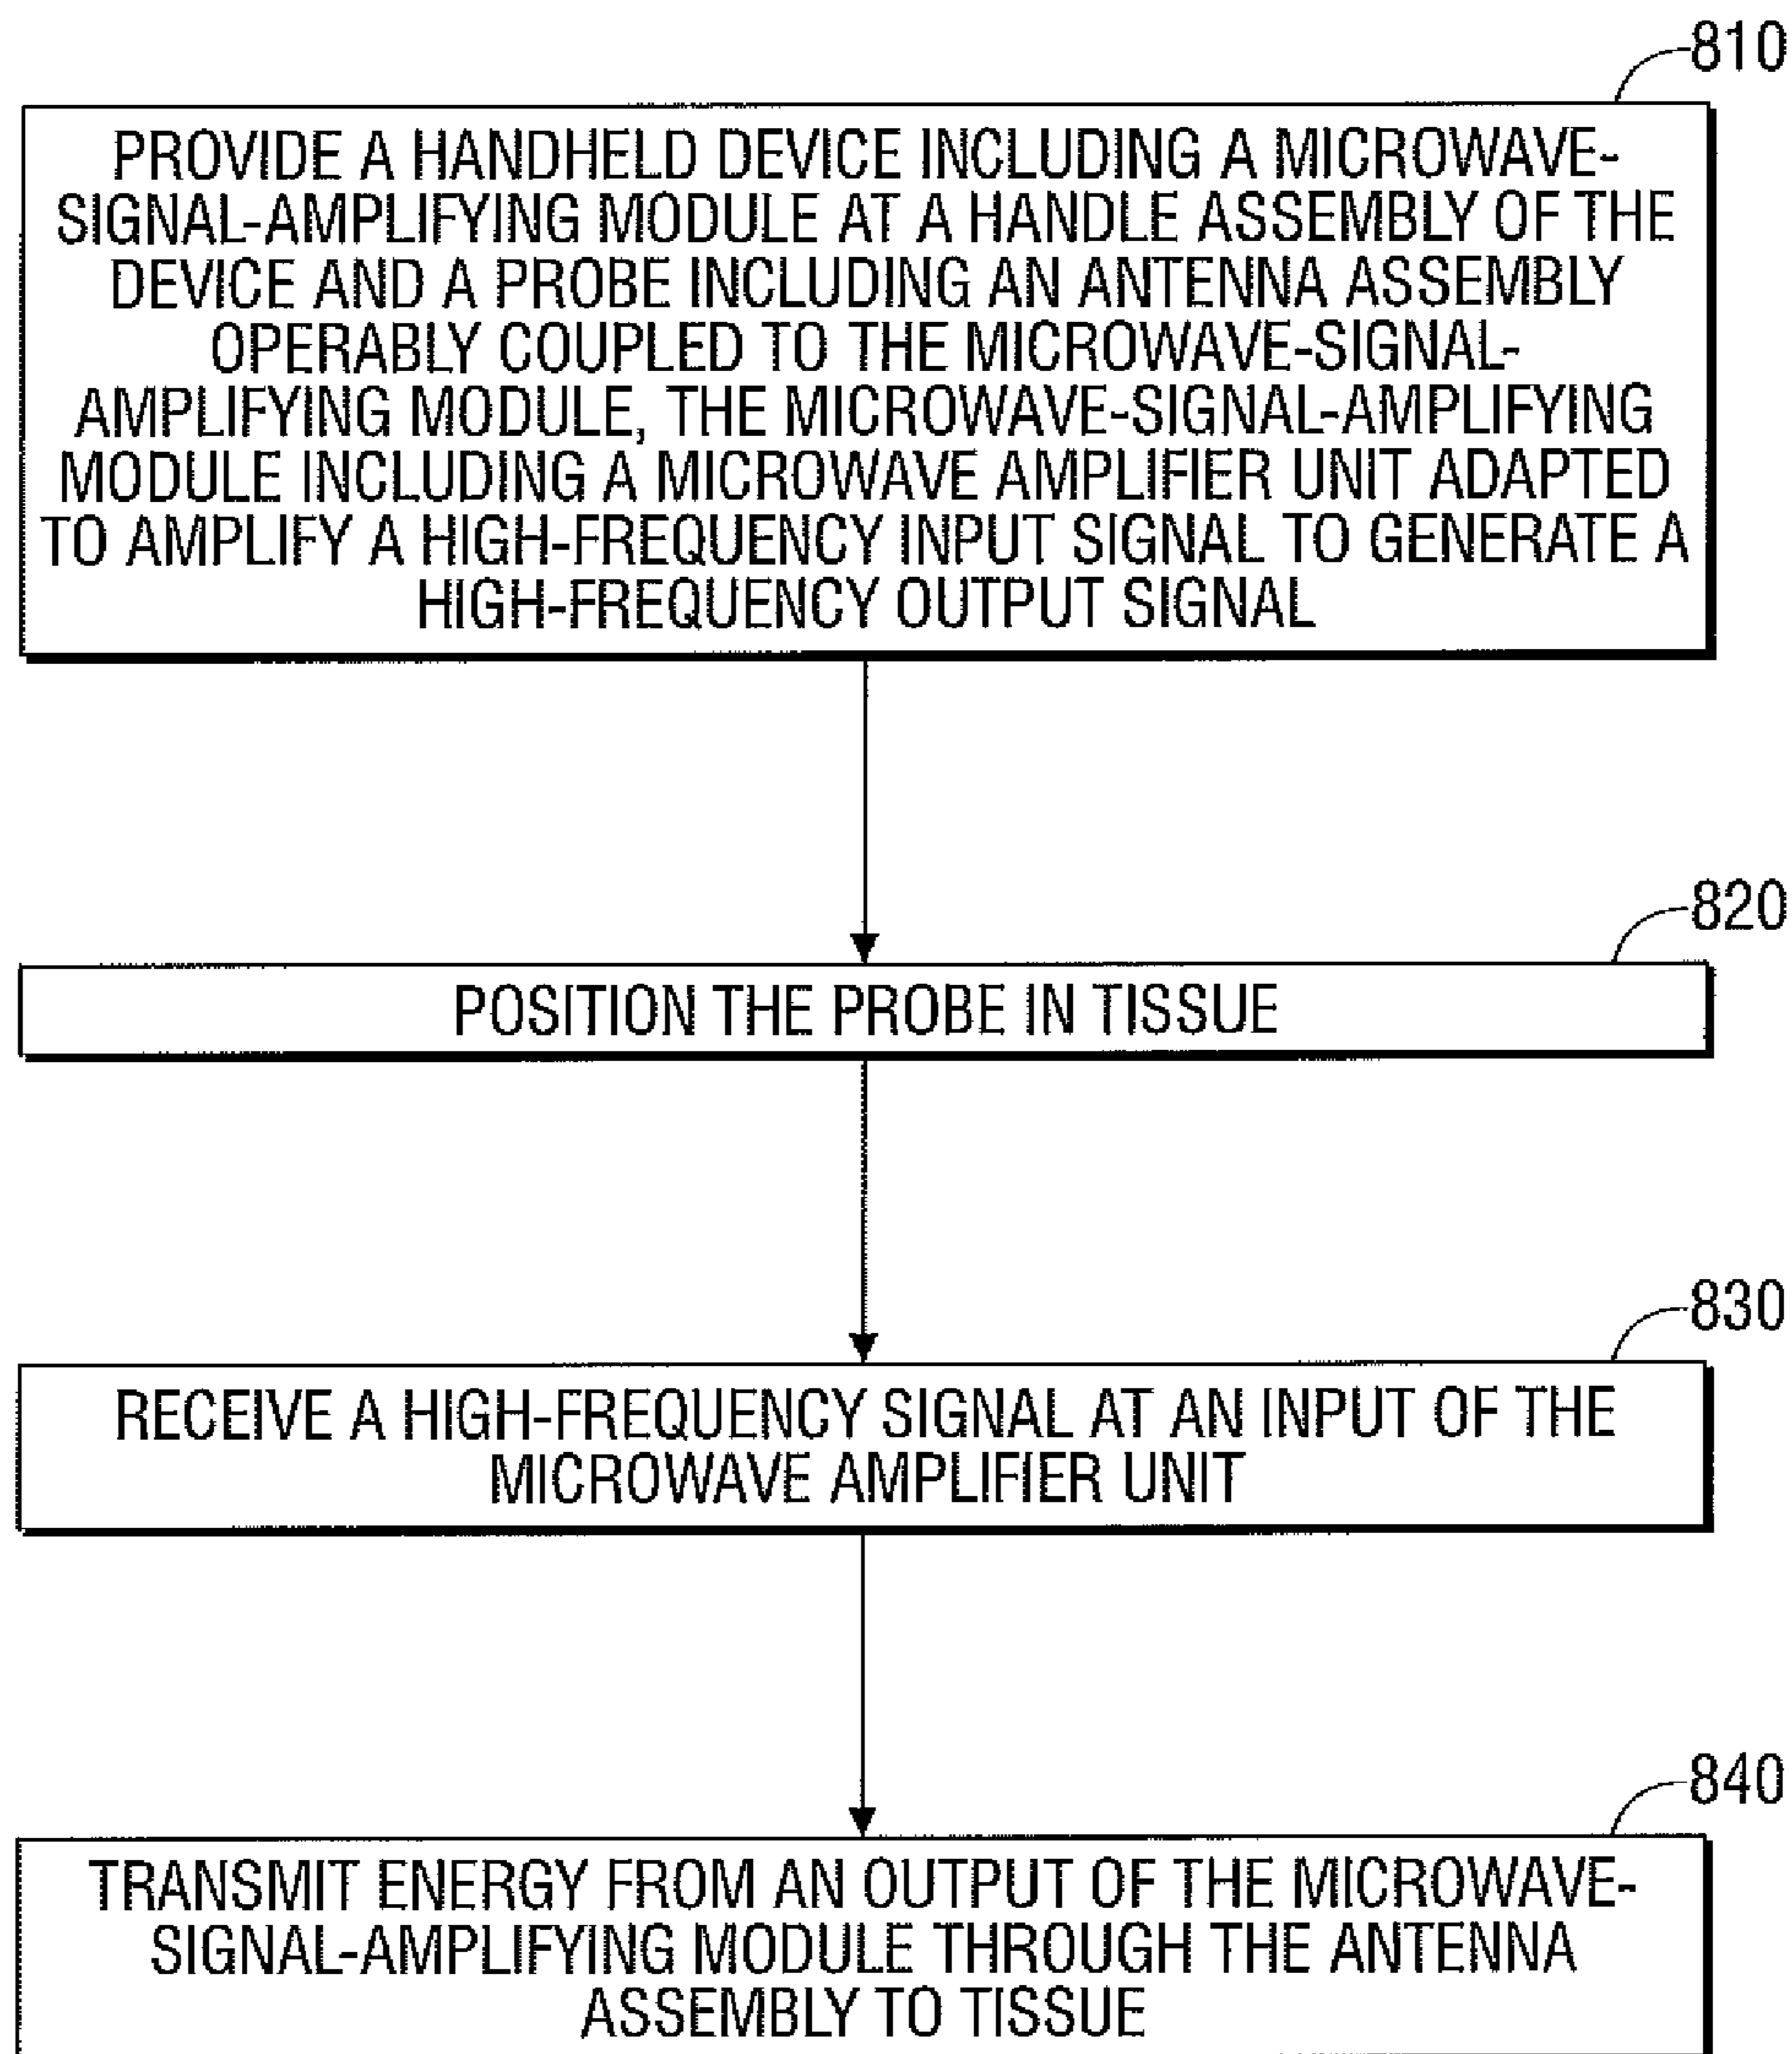 810
PROVIDE A HANDHELD DEVICE INCLUDING A MICROWAVE-
SIGNAL-AMPLIFYING MODULE AT A HANDLE ASSEMBLY OF THE
DEVICE AND A PROBE INCLUDING AN ANTENNA ASSEMBLY
OPERABLY COUPLED TO THE MICROWAVE-SIGNAL-
AMPLIFYING MODULE, THE MICROWAVE-SIGNAL-AMPLIFYING
MODULE INCLUDING A MICROWAVE AMPLIFIER UNIT ADAPTED
TO AMPLIFY A HIGH-FREQUENCY INPUT SIGNAL TO GENERATE A
HIGH-FREQUENCY OUTPUT SIGNAL
820
POSITION THE PROBE IN TISSUE
830
RECEIVE A HIGH-FREQUENCY SIGNAL AT AN INPUT OF THE
MICROWAVE AMPLIFIER UNIT
840
TRANSMIT ENERGY FROM AN OUTPUT OF THE MICROWAVE-
SIGNAL-AMPLIFYING MODULE THROUGH THE ANTENNA
ASSEMBLY TO TISSUE